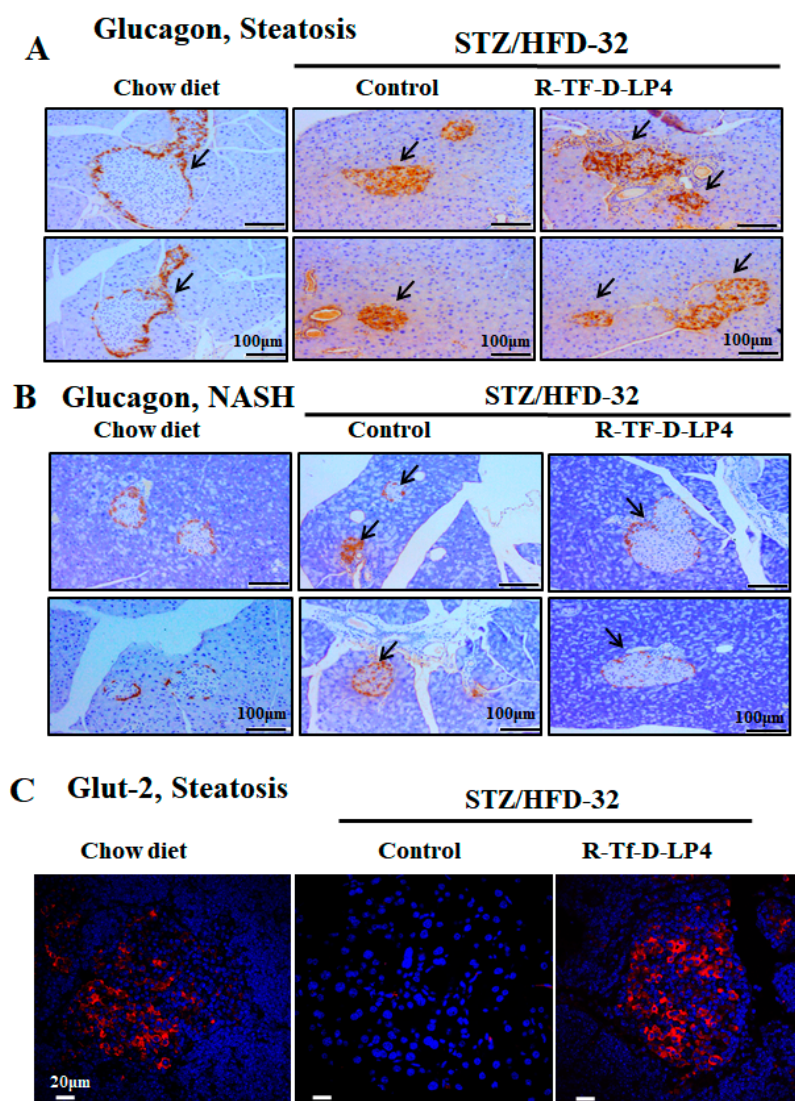 A
Glucagon, Steatosis
STZ/HFD-32
Chow diet
Control
R-TF-D-LP4
100μm
100μm
100μm
B
Glucagon, NASH
STZ/HFD-32
Chow diet
Control
R-TF-D-LP4
100μm
100μm
100μm
C
Glut-2, Steatosis
STZ/HFD-32
Chow diet
Control
R-Tf-D-LP4
20μm